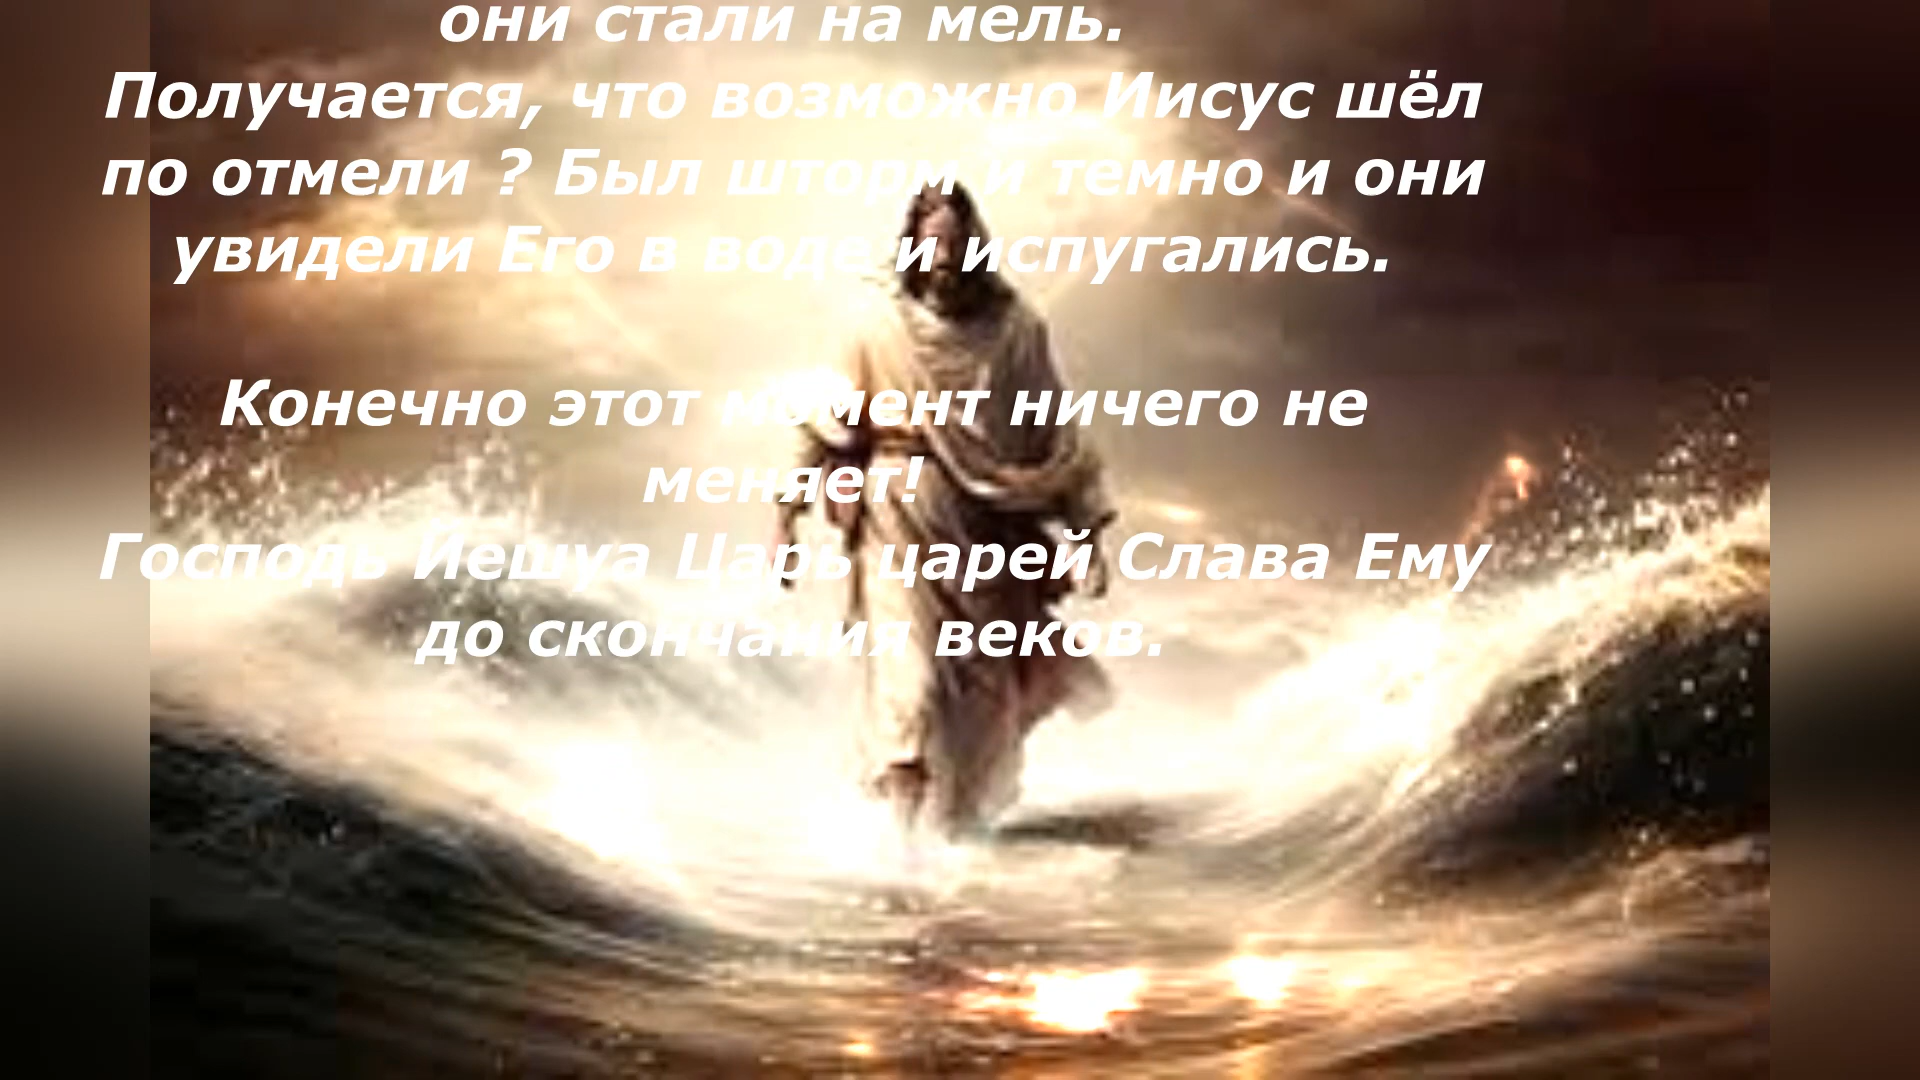 они стали на мель.
Получается, что возможно Иисус шёл
по отмели ? Был шторм и темно и они
увидели Его в воде и испугались.
Конечно этот момент ничего не
меняет!
Господь Йешуа Царь царей Слава Ему
до скончания веков.